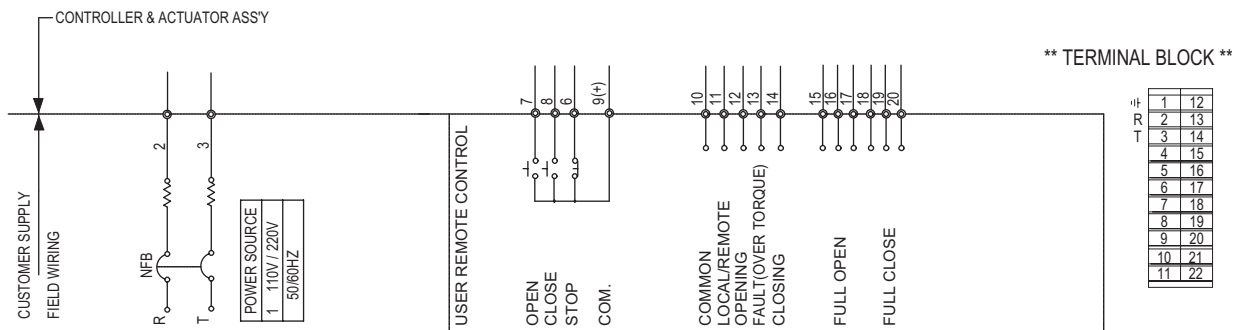 CONTROLLER & ACTUATOR ASS'Y
CUSTOMER SUPPLY
FIELD WIRING
2
3
NFB
R
T
POWER SOURCE
1 110V / 220V
50/60HZ
USER REMOTE CONTROL
7
8
6
9(+)
OPEN
CLOSE
STOP
COM.
10
11
12
13
14
COMMON
LOCAL/REMOTE
OPENING
FAULT(OVER TORQUE)
CLOSING
15
16
17
18
19
20
FULL OPEN
FULL CLOSE
** TERMINAL BLOCK **
1 12
R 2 13
T 3 14
4 15
5 16
6 17
7 18
8 19
9 20
10 21
11 22